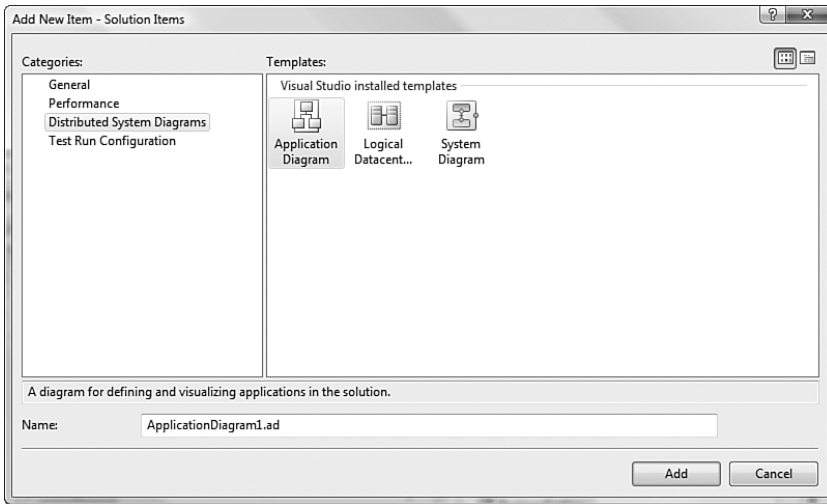 Add New Item - Solution Items
Categories:
Templates:
General
Performance
Distributed System Diagrams
Test Run Configuration
Visual Studio installed templates
Application
Diagram
Logical
Datacent...
System
Diagram
A diagram for defining and visualizing applications in the solution.
Name:
ApplicationDiagram1.ad
Add
Cancel